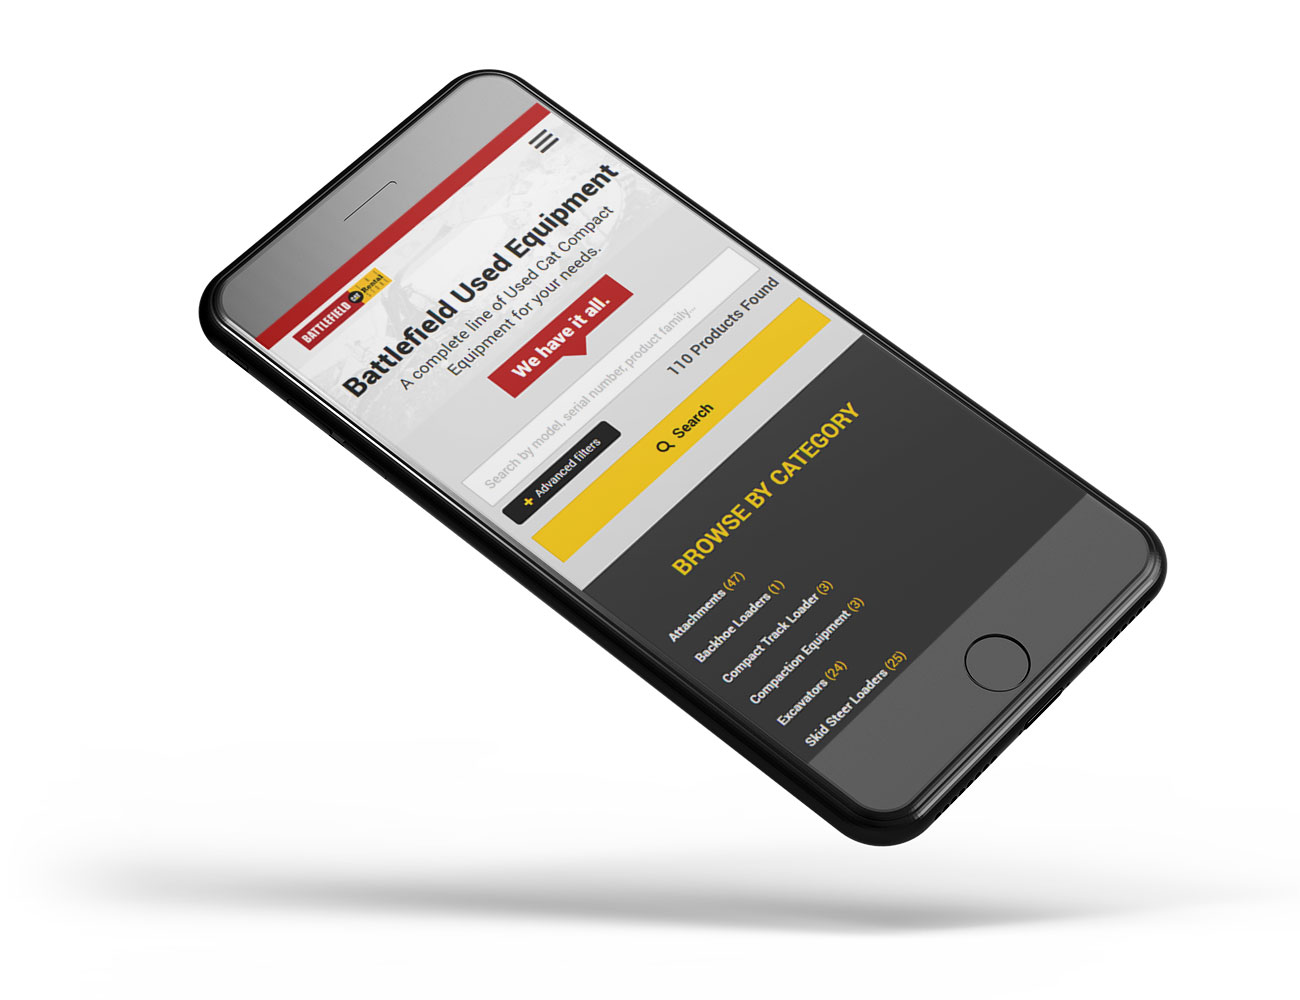 BATTLEFIELD CAT Rental
STORE
Battlefield Used Equipment
A complete line of Used Cat Compact
Equipment for your needs.
We have it all.
Search by model, serial number, product family...
+ Advanced filters
110 Products Found
Search
BROWSE BY CATEGORY
Attachments (47)
Backhoe Loaders (1)
Compact Track Loader (3)
Compaction Equipment (3)
Excavators (24)
Skid Steer Loaders (25)